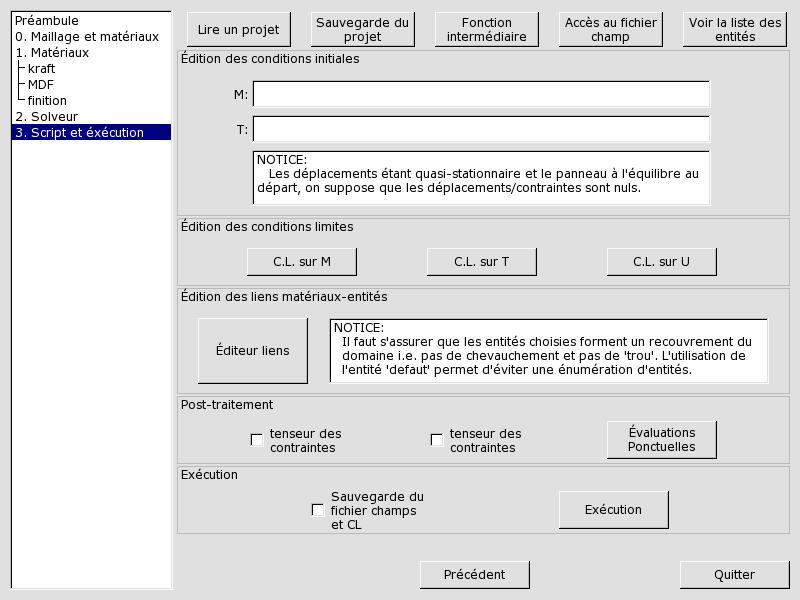 Préambule
0. Maillage et matériaux
1. Matériaux
kraft
MDF
finition
2. Solveur
3. Script et éxécution
Lire un projet
Sauvegarde du
projet
Fonction
intermédiaire
Accès au fichier
champ
Voir la liste des
entités
Édition des conditions initiales
M:
T:
NOTICE:
Les déplacements étant quasi-stationnaire et le panneau à l'équilibre au
départ, on suppose que les déplacements/contraintes sont nuls.
Édition des conditions limites
C.L. sur M
C.L. sur T
C.L. sur U
Édition des liens matériaux-entités
Éditeur liens
NOTICE:
Il faut s'assurer que les entités choisies forment un recouvrement du
domaine i.e. pas de chevauchement et pas de 'trou'. L'utilisation de
l'entité 'defaut' permet d'éviter une énumération d'entités.
Post-traitement
tenseur des
contraintes
tenseur des
contraintes
Évaluations
Ponctuelles
Exécution
Sauvegarde du
fichier champs
et CL
Exécution
Précédent
Quitter